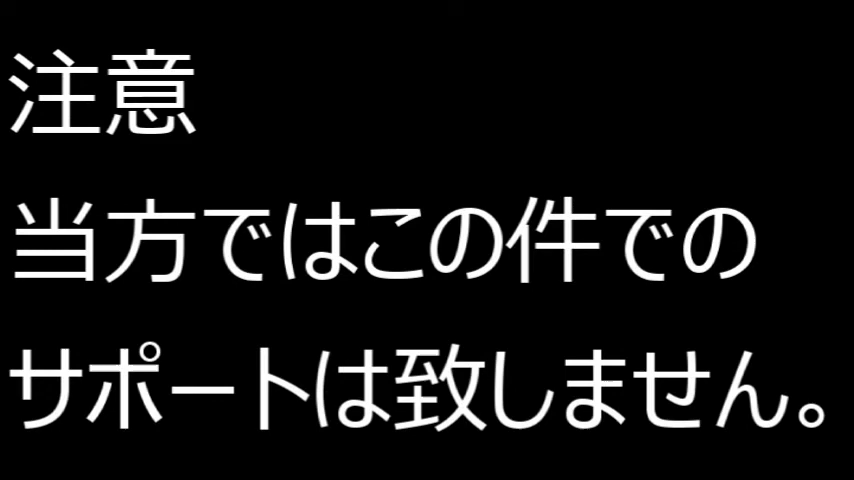 注意
当方ではこの件での
サポートは致しません。